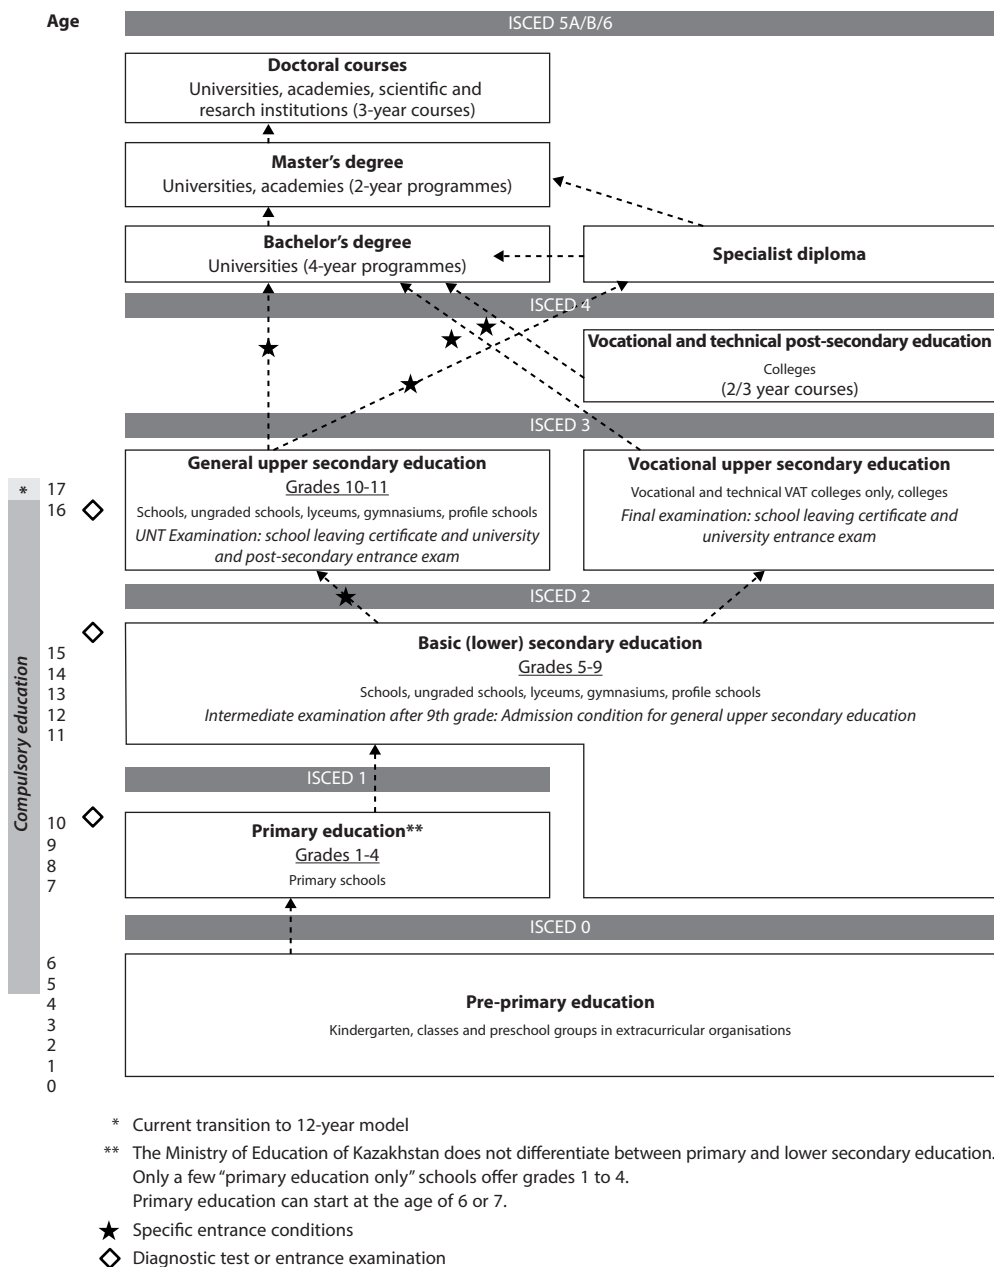 Age
ISCED 5A/B/6
Doctoral courses
Universities, academies, scientific and
resarch institutions (3-year courses)
Master's degree
Universities, academies (2-year programmes)
Bachelor's degree
Universities (4-year programmes)
Specialist diploma
ISCED 4
Vocational and technical post-secondary education
Colleges
(2/3 year courses)
ISCED 3
General upper secondary education
Grades 10-11
Schools, ungraded schools, lyceums, gymnasiums, profile schools
UNT Examination: school leaving certificate and university
and post-secondary entrance exam
Vocational upper secondary education
Vocational and technical VAT colleges only, colleges
Final examination: school leaving certificate and
university entrance exam
*
17
16
ISCED 2
Compulsory education
Basic (lower) secondary education
Grades 5-9
Schools, ungraded schools, lyceums, gymnasiums, profile schools
Intermediate examination after 9th grade: Admission condition for general upper secondary education
15
14
13
12
11
ISCED 1
Primary education**
Grades 1-4
Primary schools
10
9
8
7
ISCED 0
Pre-primary education
Kindergarten, classes and preschool groups in extracurricular organisations
6
5
4
3
2
1
0
* Current transition to 12-year model
** The Ministry of Education of Kazakhstan does not differentiate between primary and lower secondary education.
Only a few "primary education only" schools offer grades 1 to 4.
Primary education can start at the age of 6 or 7.
★ Specific entrance conditions
◇ Diagnostic test or entrance examination